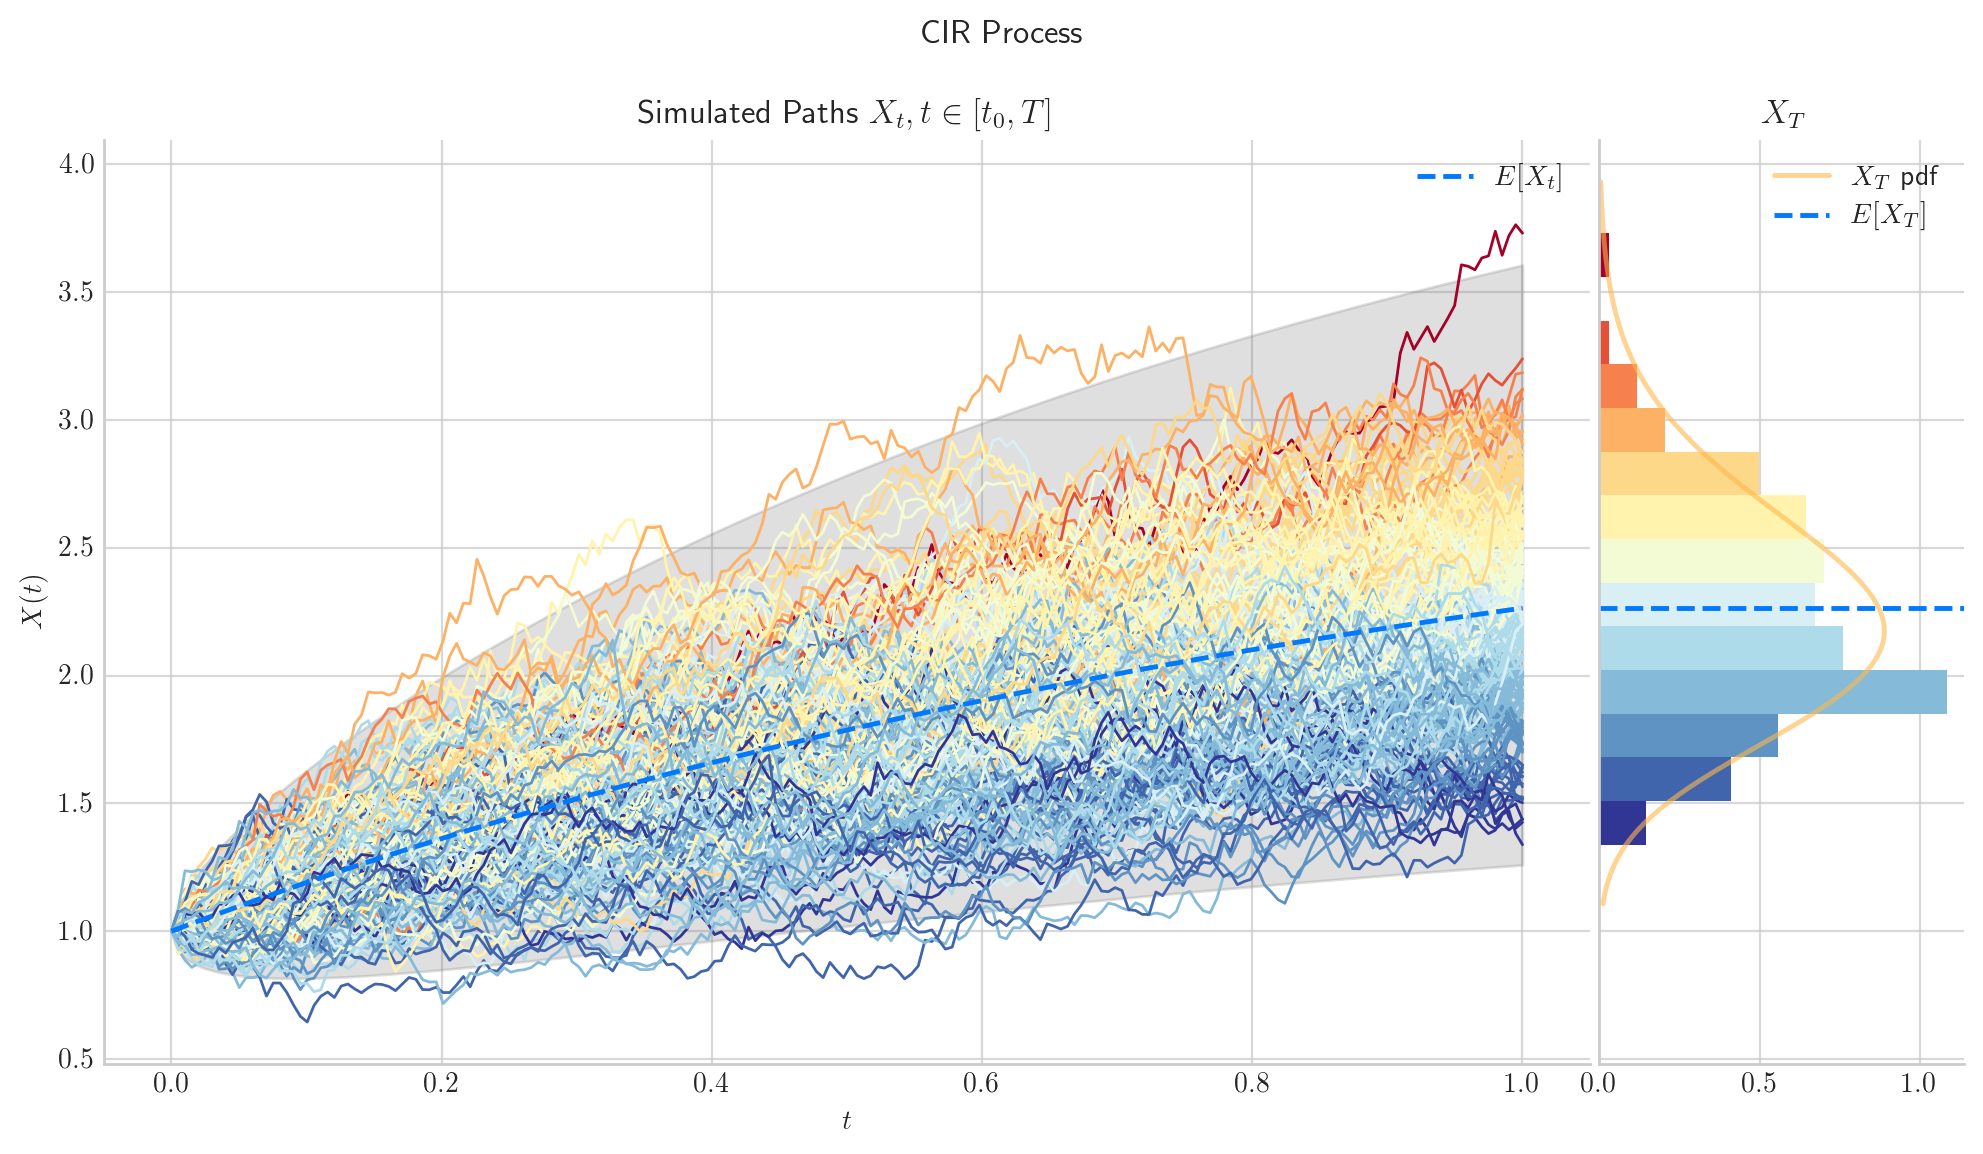 CIR Process
Simulated Paths $X_t, t \in [t_0, T]$
$X_T$
4.0
3.5
3.0
2.5
2.0
1.5
1.0
0.5
$X(t)$
$E[X_t]$
$X_T$ pdf
$E[X_T]$
0.0 0.2 0.4 0.6 0.8 1.0
0.0 0.5 1.0
$t$